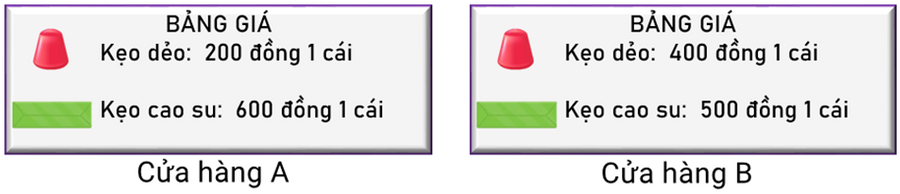 BẢNG GIÁ
Kẹo dẻo: 200 đồng 1 cái
Kẹo cao su: 600 đồng 1 cái
Cửa hàng A
BẢNG GIÁ
Kẹo dẻo: 400 đồng 1 cái
Kẹo cao su: 500 đồng 1 cái
Cửa hàng B